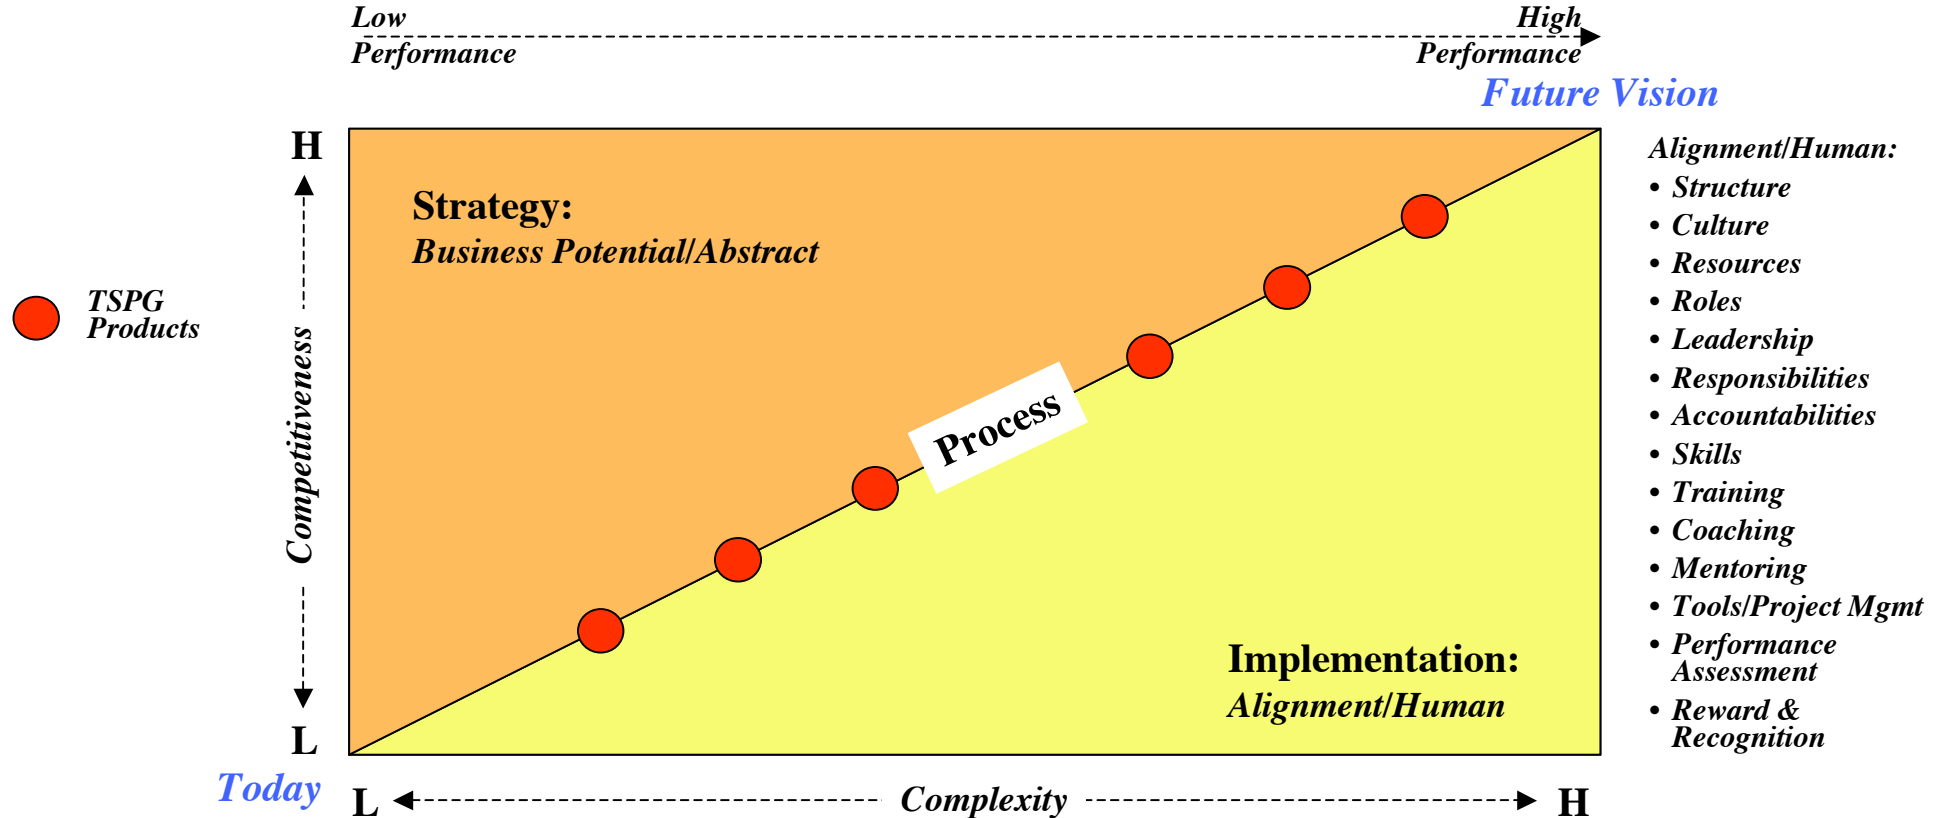 Low
Performance
High
Performance
Future Vision
H
Strategy:
Business Potential/Abstract
TSPG
Products
Competitiveness
Process
Implementation:
Alignment/Human
L
Today
L
Complexity
H
Alignment/Human:
• Structure
• Culture
• Resources
• Roles
• Leadership
• Responsibilities
• Accountabilities
• Skills
• Training
• Coaching
• Mentoring
• Tools/Project Mgmt
• Performance
Assessment
• Reward &
Recognition